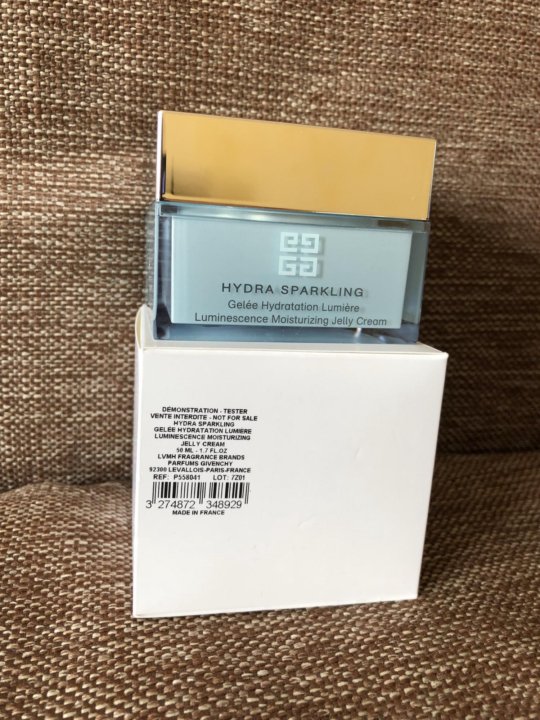 HYDRA SPARKLING
Gelée Hydratation Lumière
Luminescence Moisturizing Jelly Cream
DÉMONSTRATION - TESTER
VENTE INTERDITE - NOT FOR SALE
HYDRA SPARKLING
GELÉE HYDRATATION LUMIÈRE
LUMINESCENCE MOISTURIZING
JELLY CREAM
50 ML - 1.7 FL.OZ
LVMH FRAGRANCE BRANDS
PARFUMS GIVENCHY
92300 LEVALLOIS-PARIS-FRANCE
REF: P558041 LOT: 7Z01
3 274872 348929
MADE IN FRANCE